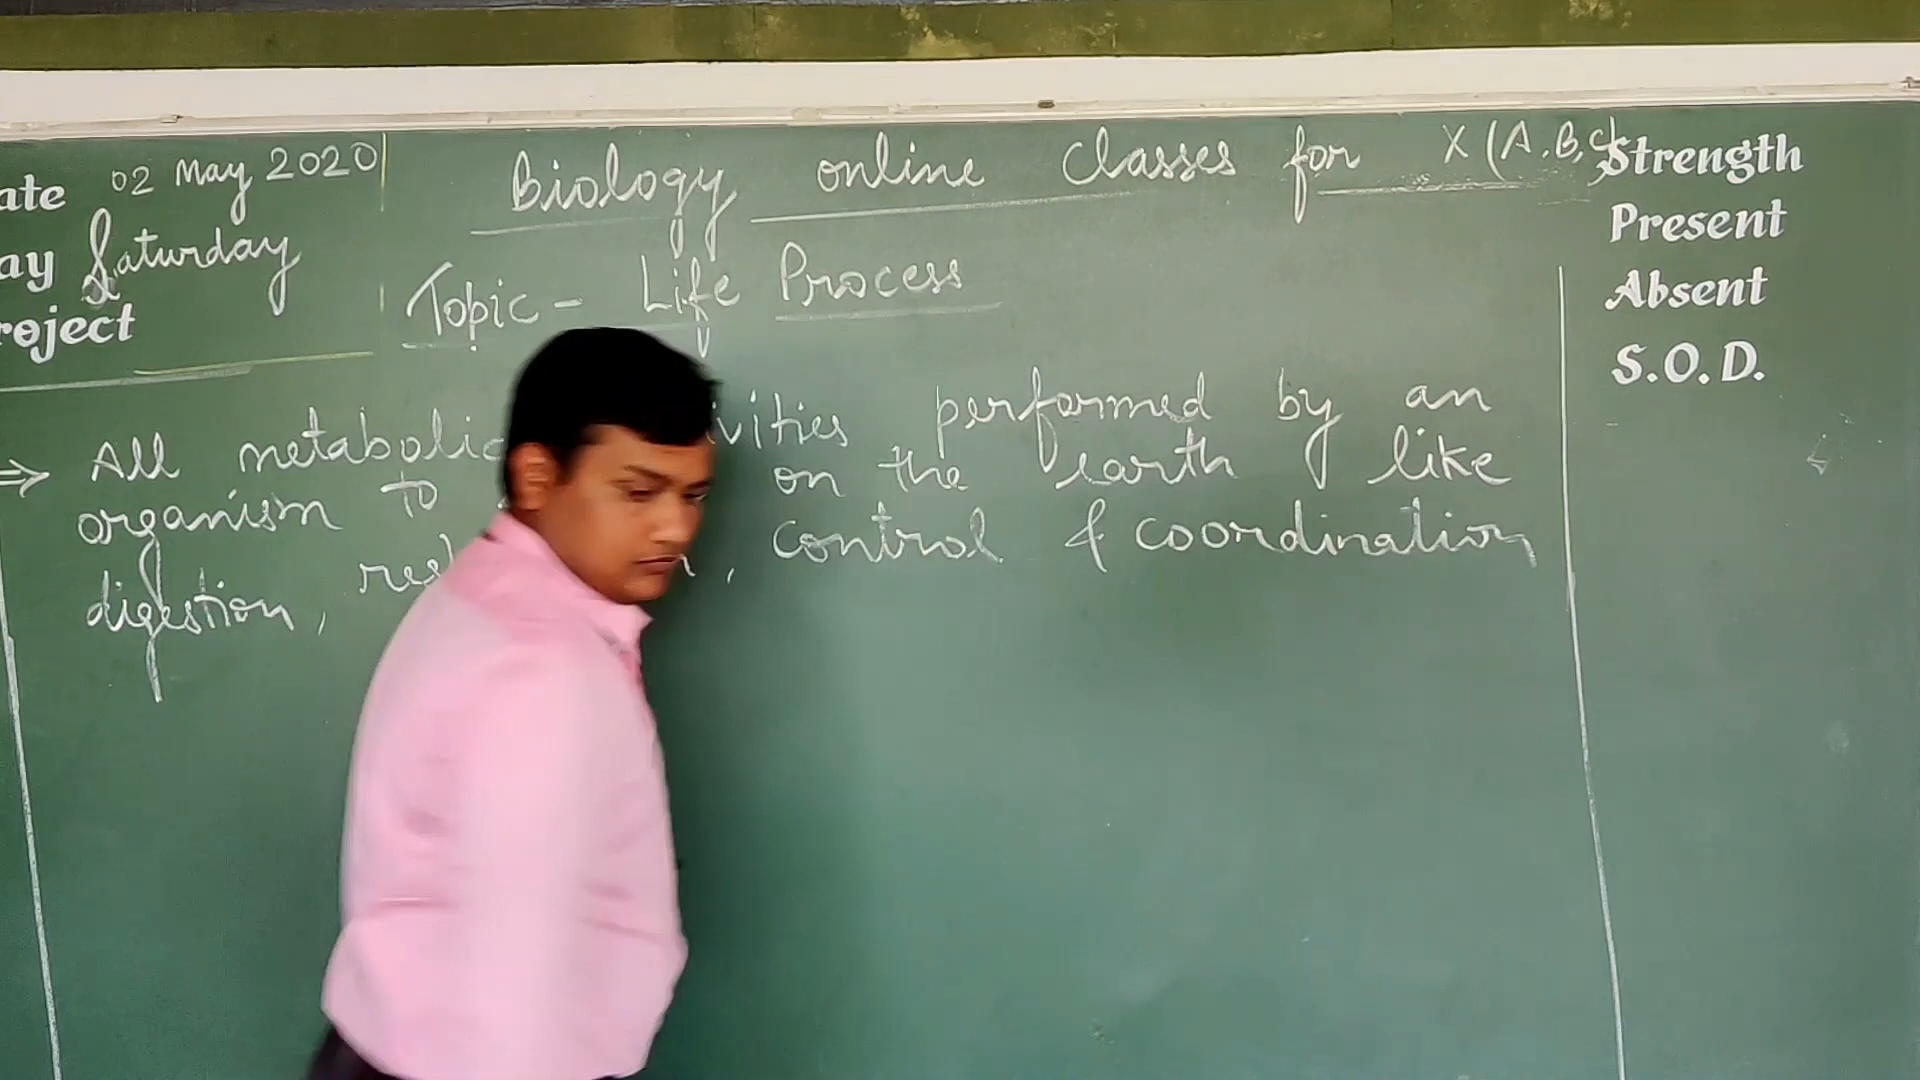 ate 02 May 2020
ay Saturday
roject
Biology online classes for X (A, B, C)
Topic - Life Process
⇒ All metabolic ivities performed by an
organism to on the earth by like
digestion, control & coordination
Strength
Present
Absent
S.O.D.